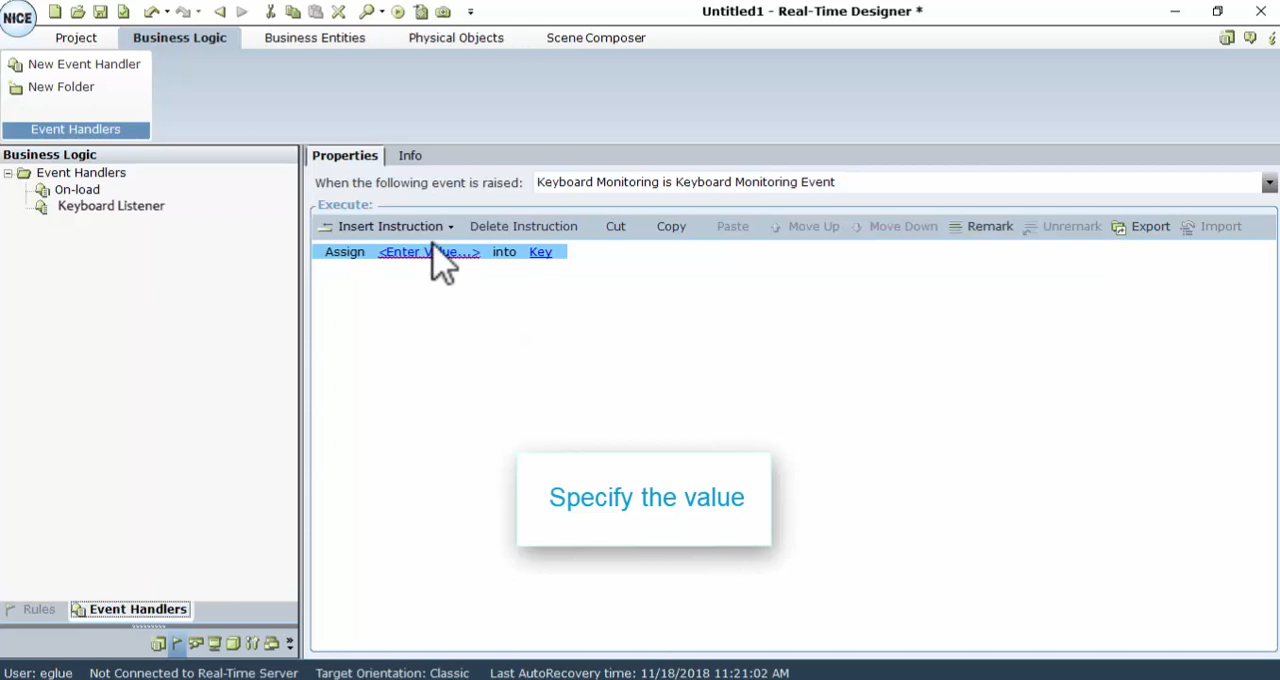 NICE
Untitled1 - Real-Time Designer *
Project Business Logic Business Entities Physical Objects Scene Composer
New Event Handler
New Folder
Event Handlers
Business Logic
Event Handlers
On-load
Keyboard Listener
Properties Info
When the following event is raised: Keyboard Monitoring is Keyboard Monitoring Event
Execute:
Insert Instruction Delete Instruction Cut Copy Paste Move Up Move Down Remark Unremark Export Import
Assign <Enter Value...> into Key
Specify the value
Rules Event Handlers
User: eglue Not Connected to Real-Time Server Target Orientation: Classic Last AutoRecovery time: 11/18/2018 11:21:02 AM